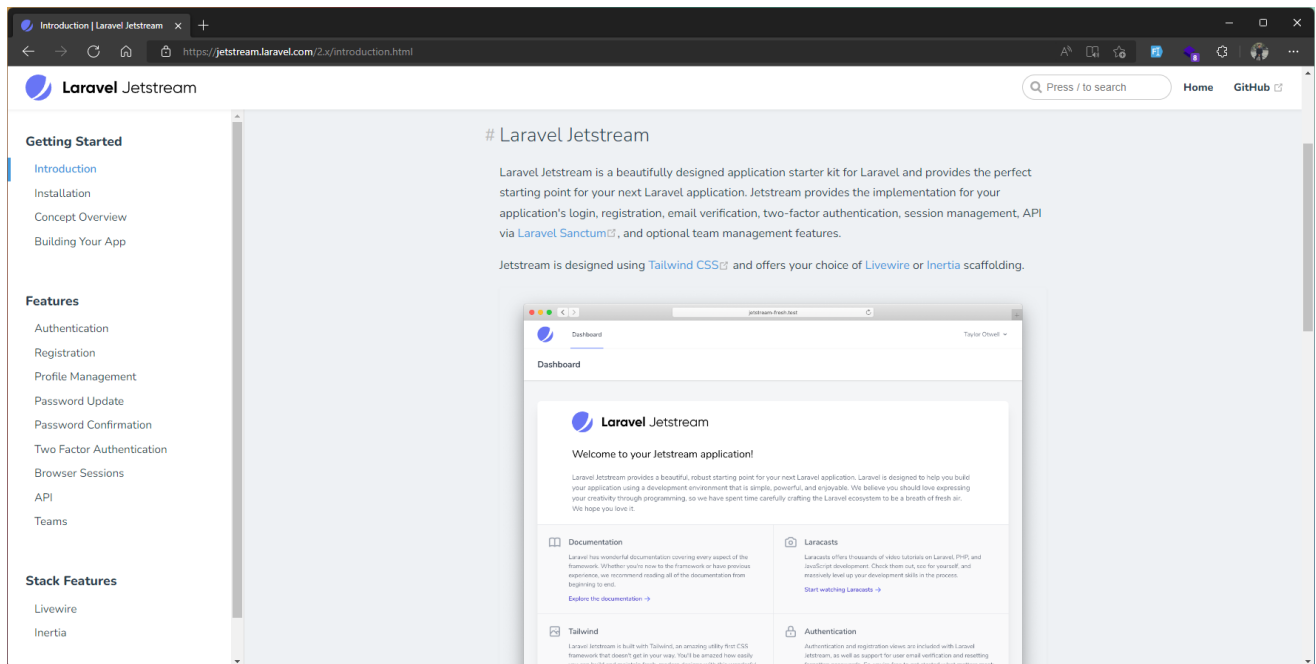 Introduction | Laravel Jetstream
https://jetstream.laravel.com/2.x/introduction.html
8
Laravel Jetstream
Press / to search
Home
GitHub
Getting Started
Introduction
Installation
Concept Overview
Building Your App
Features
Authentication
Registration
Profile Management
Password Update
Password Confirmation
Two Factor Authentication
Browser Sessions
API
Teams
Stack Features
Livewire
Inertia
# Laravel Jetstream
Laravel Jetstream is a beautifully designed application starter kit for Laravel and provides the perfect
starting point for your next Laravel application. Jetstream provides the implementation for your
application's login, registration, email verification, two-factor authentication, session management, API
via Laravel Sanctum, and optional team management features.
Jetstream is designed using Tailwind CSS and offers your choice of Livewire or Inertia scaffolding.
jetstream-fresh.test
Dashboard
Taylor Otwell
Dashboard
Laravel Jetstream
Welcome to your Jetstream application!
Laravel Jetstream provides a beautiful, robust starting point for your next Laravel application. Laravel is designed to help you build
your application using a development environment that is simple, powerful, and enjoyable. We believe you should love expressing
your creativity through programming, so we have spent time carefully crafting the Laravel ecosystem to be a breath of fresh air.
We hope you love it.
Documentation
Laravel has wonderful documentation covering every aspect of the
framework. Whether you're new to the framework or have previous
experience, we recommend reading all of the documentation from
beginning to end.
Explore the documentation →
Laracasts
Laracasts offers thousands of video tutorials on Laravel, PHP, and
JavaScript development. Check them out, see for yourself, and
massively level up your development skills in the process.
Start watching Laracasts →
Tailwind
Laravel Jetstream is built with Tailwind, an amazing utility first CSS
framework that doesn't get in your way. You'll be amazed how easily
Authentication
Authentication and registration views are included with Laravel
Jetstream, as well as support for user email verification and resetting